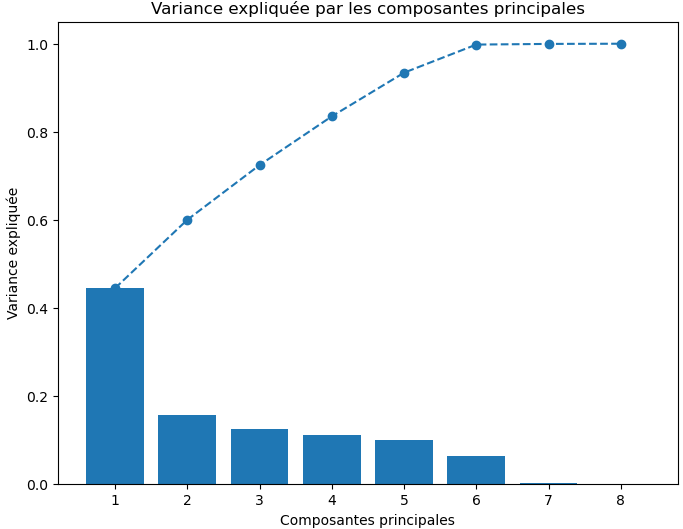 Variance expliquée par les composantes principales
1.0
0.8
0.6
0.4
0.2
0.0
Variance expliquée
1 2 3 4 5 6 7 8
Composantes principales